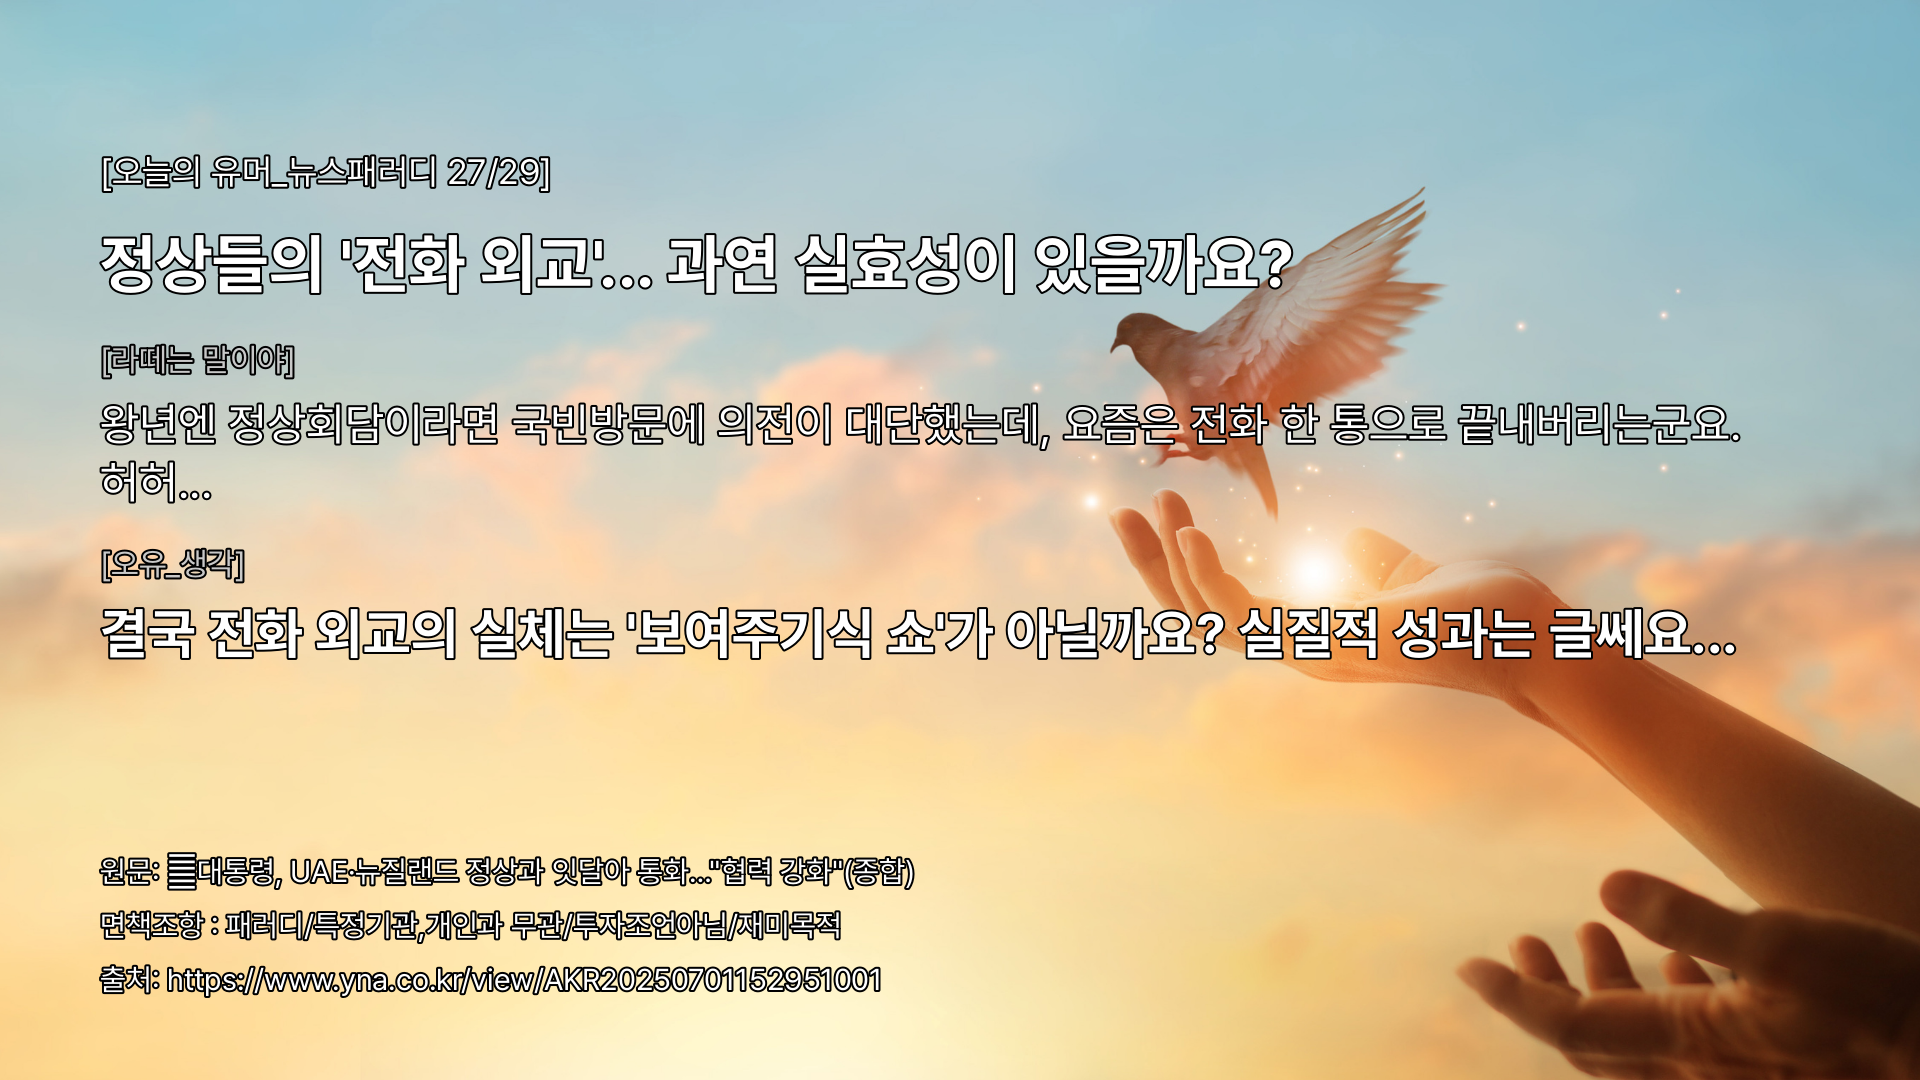 [오늘의 유머_뉴스패러디 27/29]
정상들의 '전화 외교'... 과연 실효성이 있을까요?
[라떼는 말이야]
왕년엔 정상회담이라면 국빈방문에 의전이 대단했는데, 요즘은 전화 한 통으로 끝내버리는군요.
허허...
[오유_생각]
결국 전화 외교의 실체는 '보여주기식 쇼'가 아닐까요? 실질적 성과는 글쎄요...
원문: 대통령, UAE·뉴질랜드 정상과 잇달아 통화..."협력 강화"(종합)
면책조항 : 패러디/특정기관,개인과 무관/투자조언아님/재미목적
출처: https://www.yna.co.kr/view/AKR20250701152951001